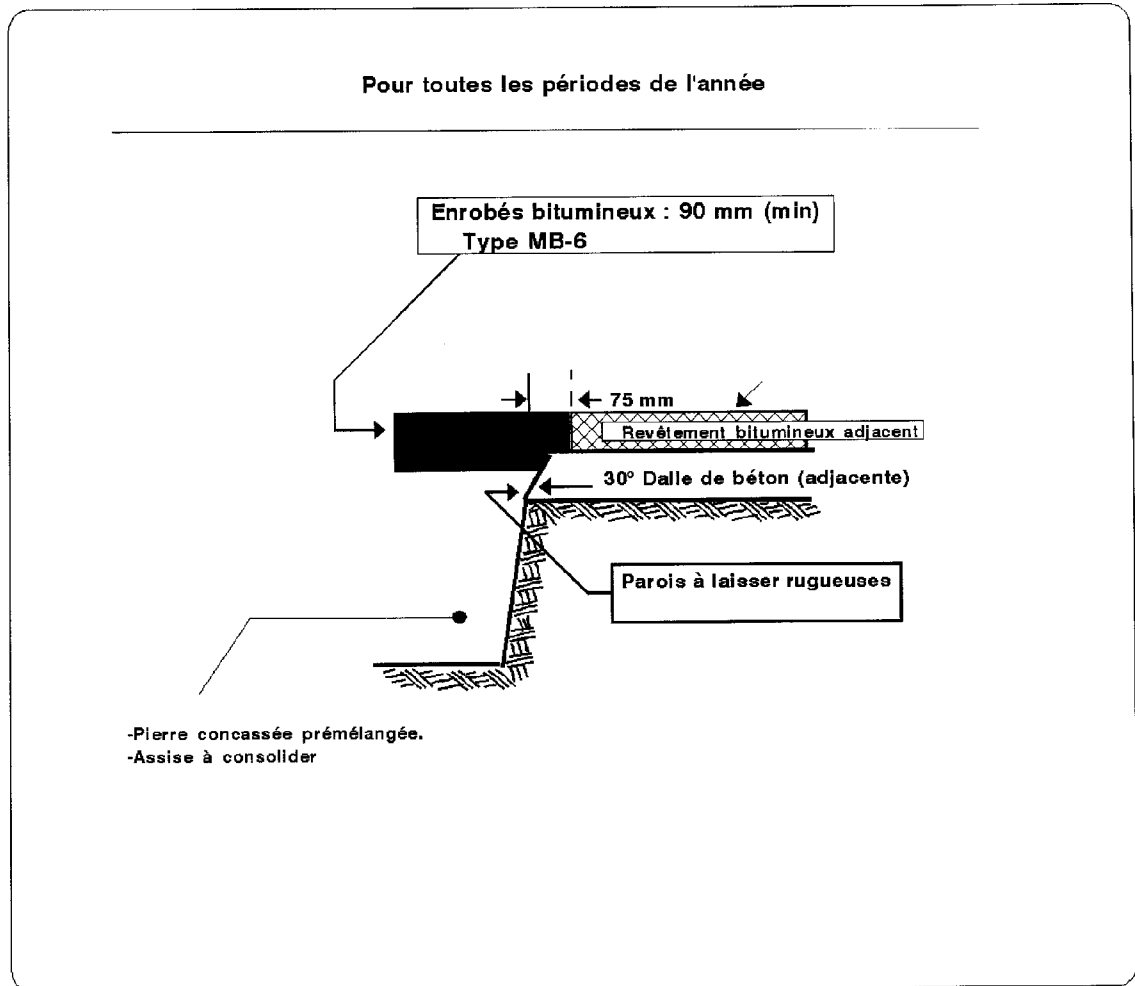 Pour toutes les périodes de l'année
Enrobés bitumineux : 90 mm (min)
Type MB-6
75 mm
Revêtement bitumineux adjacent
30° Dalle de béton (adjacente)
Parois à laisser rugueuses
-Pierre concassée prémélangée.
-Assise à consolider